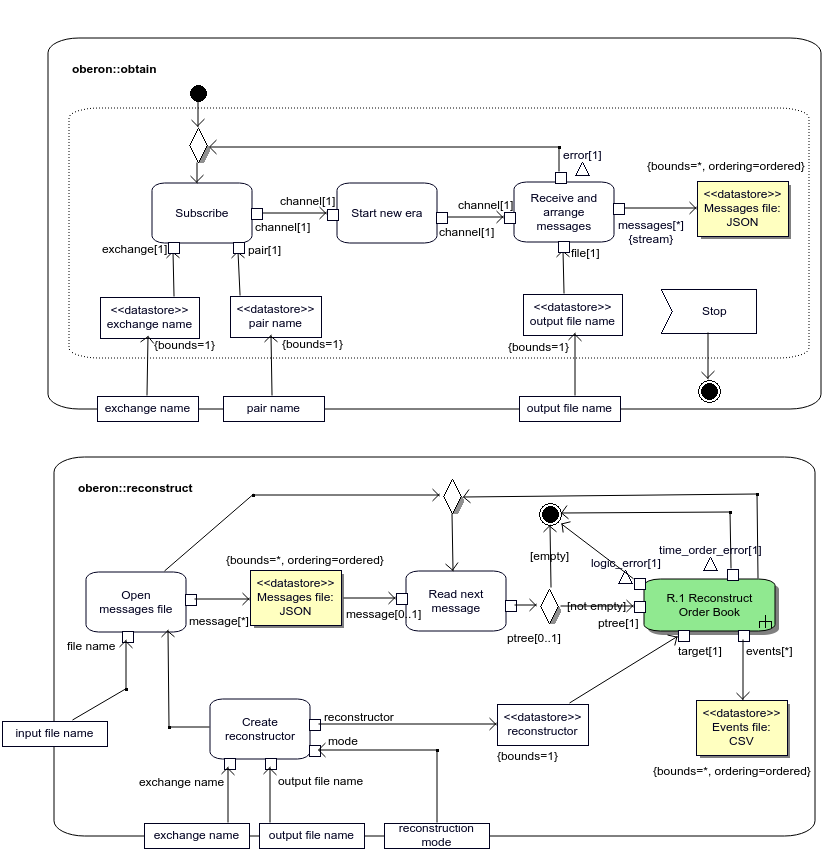 oberon::obtain
error[1]
{bounds=*, ordering=ordered}
Subscribe
channel[1]
channel[1]
Start new era
channel[1]
channel[1]
Receive and
arrange
messages
messages[*]
{stream}
<<datastore>>
Messages file:
JSON
exchange[1]
pair[1]
file[1]
<<datastore>>
exchange name
{bounds=1}
<<datastore>>
pair name
{bounds=1}
<<datastore>>
output file name
{bounds=1}
Stop
exchange name
pair name
output file name
oberon::reconstruct
{bounds=*, ordering=ordered}
[empty]
logic_error[1]
time_order_error[1]
Open
messages file
message[*]
<<datastore>>
Messages file:
JSON
message[0..1]
Read next
message
ptree[0..1]
[not empty]
ptree[1]
R.1 Reconstruct
Order Book
file name
target[1]
events[*]
input file name
Create
reconstructor
reconstructor
mode
<<datastore>>
reconstructor
{bounds=1}
<<datastore>>
Events file:
CSV
{bounds=*, ordering=ordered}
exchange name
output file name
exchange name
output file name
reconstruction
mode